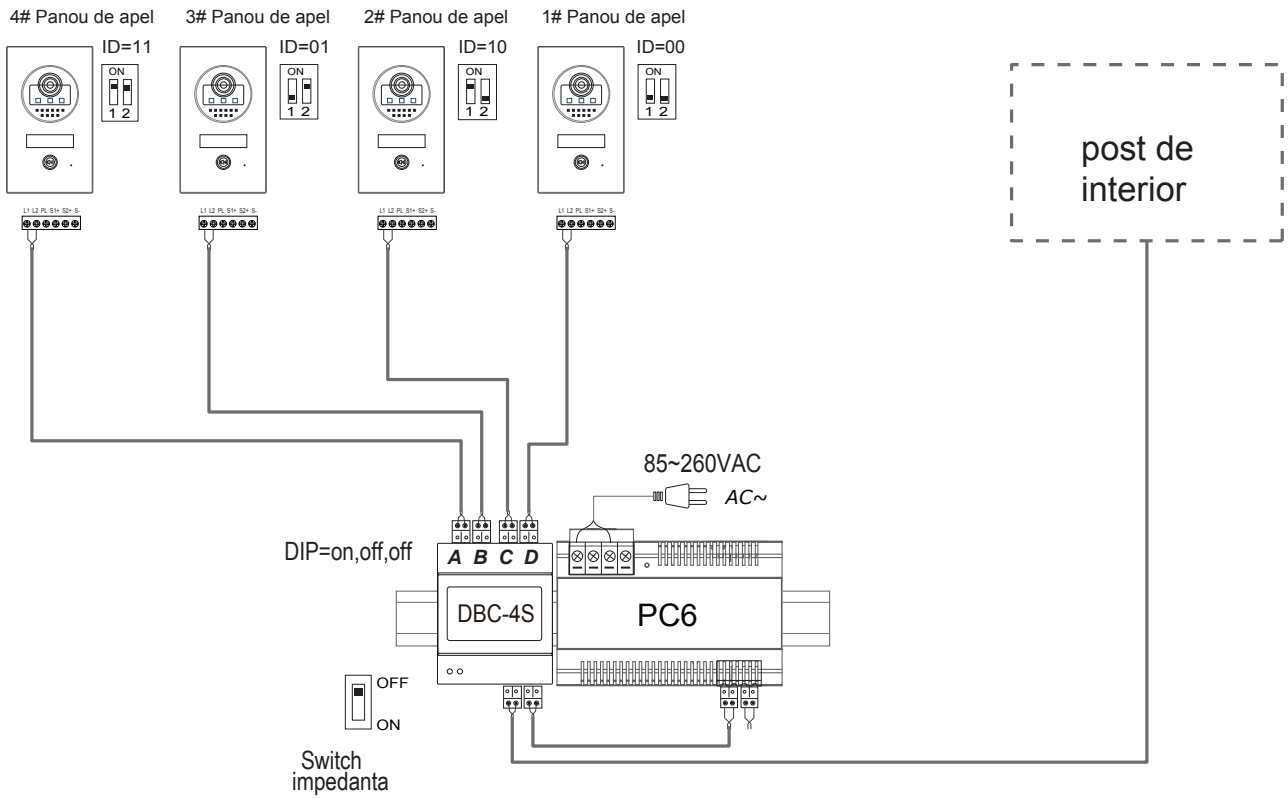 4# Panou de apel
3# Panou de apel
2# Panou de apel
1# Panou de apel
ID=11
ID=01
ID=10
ID=00
ON
1 2
ON
1 2
ON
1 2
ON
1 2
post de
interior
L1 L2 PL S1+ S2+ S-
L1 L2 PL S1+ S2+ S-
L1 L2 PL S1+ S2+ S-
L1 L2 PL S1+ S2+ S-
85~260VAC
AC~
DIP=on,off,off
A B C D
DBC-4S
PC6
OFF
ON
Switch
impedanta